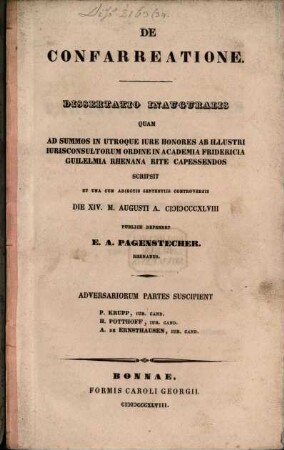 DE
CONFARREATIONE.
DISSERTATIO INAUGURALIS
QUAM
AD SUMMOS IN UTROQUE IURE HONORES AB ILLUSTRI
IURISCONSULTORUM ORDINE IN ACADEMIA FRIDERICIA
GUILELMIA RHENANA RITE CAPESSENDOS
SCRIPSIT
ET UNA CUM ADIECTIS SENTENTIIS CONTROVERSIS
DIE XIV. M. AUGUSTI A. CIƆIƆCCCXLVIII
PUBLICE DEFENDET
E. A. PAGENSTECHER.
RHENANUS.
ADVERSARIORUM PARTES SUSCIPIENT
P. KRUPP, IUR. CAND.
H. POTTHOFF, IUR. CAND.
A. DE ERNSTHAUSEN, IUR. CAND.
BONNAE,
FORMIS CAROLI GEORGII.
CIƆIƆCCCXLVIII.